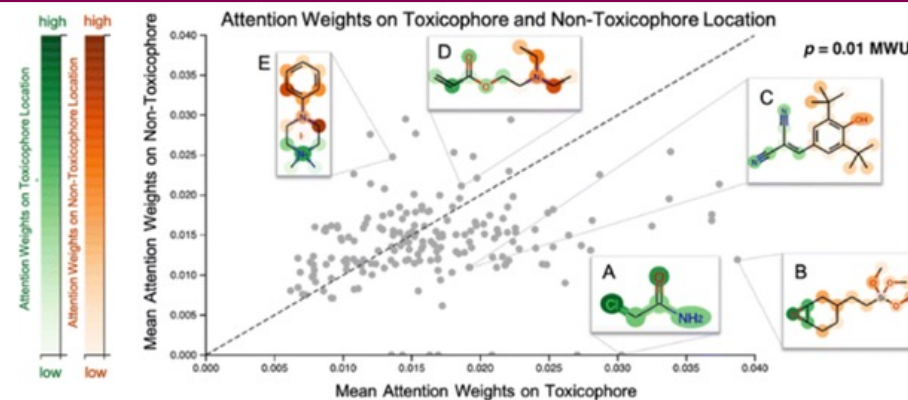 Attention Weights on Toxicophore and Non-Toxicophore Location
high
high
low
low
Attention Weights on Toxicophore Location
Attention Weights on Non-Toxicophore Location
Mean Attention Weights on Non-Toxicophore
0.040
0.035
0.030
0.025
0.020
0.015
0.010
0.005
0.000
p = 0.01 MWU
E
D
C
N
N
OH
A
Cl
O
NH₂
B
0.000
0.005
0.010
0.015
0.020
0.025
0.030
0.035
0.040
Mean Attention Weights on Toxicophore